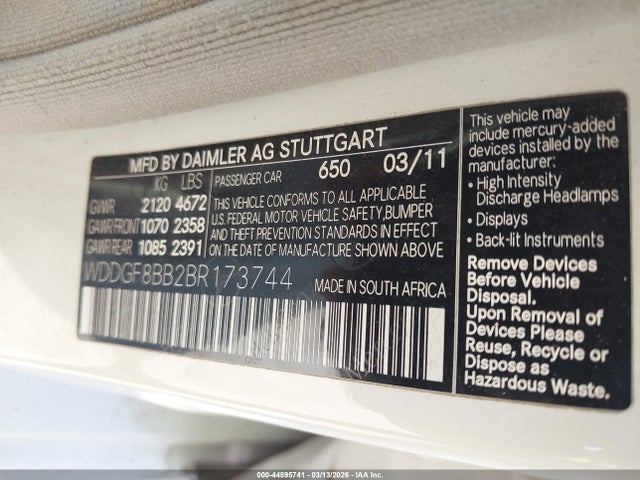 MFD BY DAIMLER AG STUTTGART
KG LBS
PASSENGER CAR 650 03/11
GVWR 2120 4672
GAWR FRONT 1070 2358
GAWR REAR 1085 2391
THIS VEHICLE CONFORMS TO ALL APPLICABLE
U.S. FEDERAL MOTOR VEHICLE SAFETY, BUMPER
AND THEFT PREVENTION STANDARDS IN EFFECT
ON THE DATE OF MANUFACTURE SHOWN ABOVE
WDDGF8BB2BR173744
MADE IN SOUTH AFRICA
This vehicle may
include mercury-added
devices installed by the
manufacturer:
• High Intensity
Discharge Headlamps
• Displays
• Back-lit Instruments
Remove Devices
Before Vehicle
Disposal.
Upon Removal of
Devices Please
Reuse, Recycle or
Dispose as
Hazardous Waste.
000-44595741 - 03/13/2026 - IAA Inc.